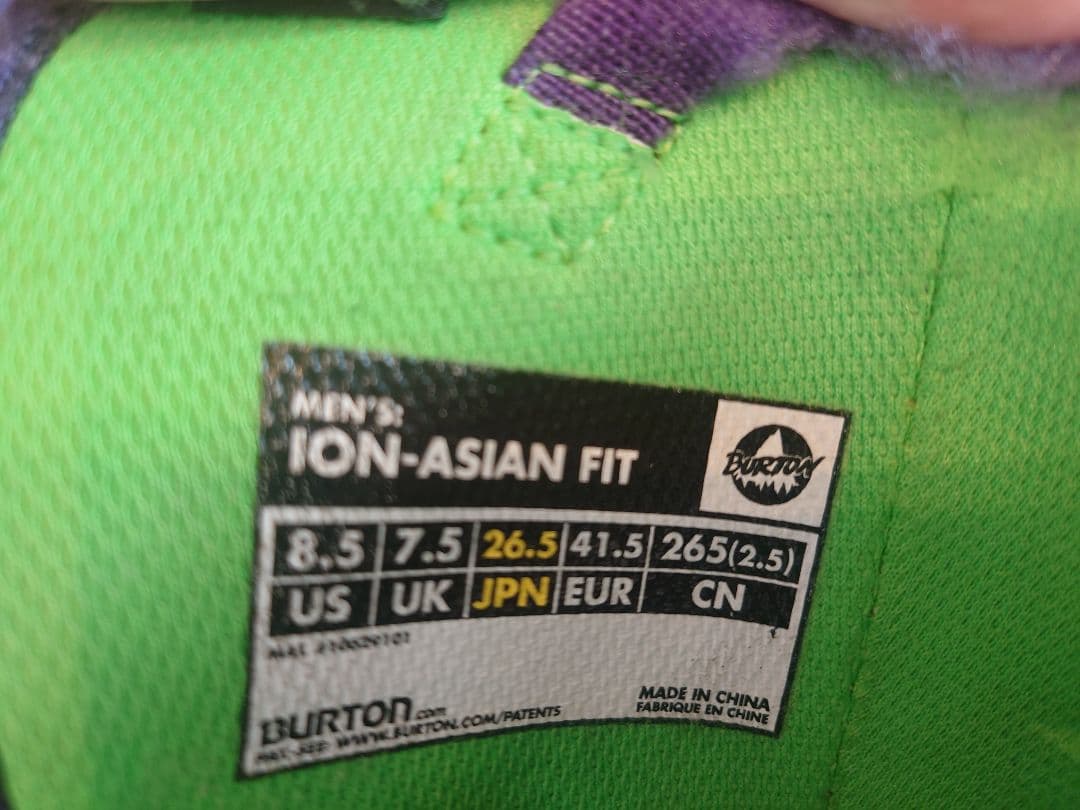 MEN'S:
ION-ASIAN FIT
BURTON
8.5 7.5 26.5 41.5 265(2.5)
US UK JPN EUR CN
BURTON.com
WWW.BURTON.COM/PATENTS
MADE IN CHINA
FABRIQUE EN CHINE